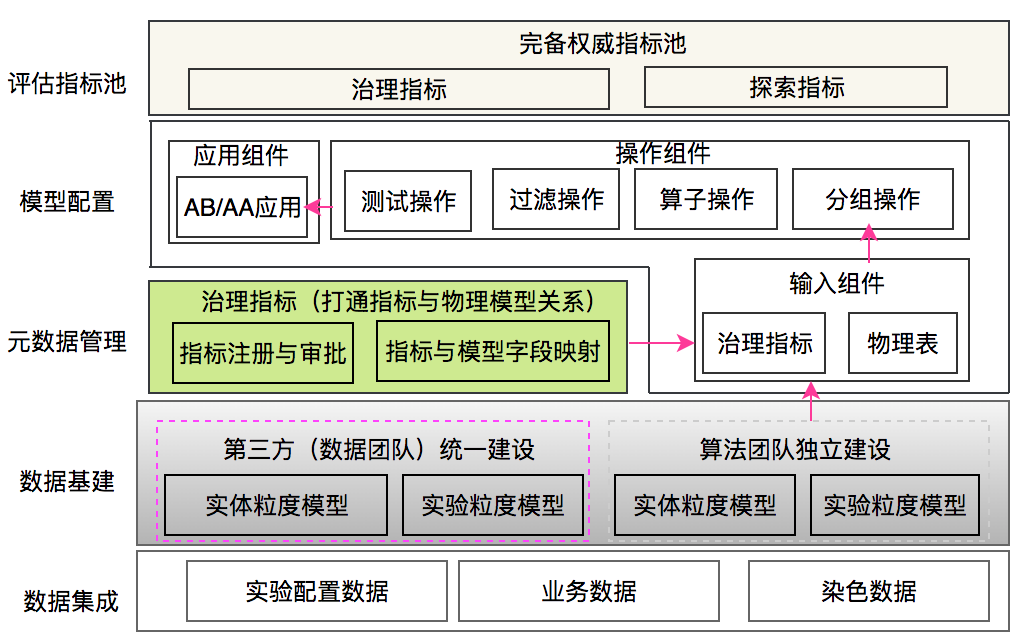 完备权威指标池
评估指标池
治理指标
探索指标
应用组件
操作组件
模型配置
AB/AA应用
测试操作
过滤操作
算子操作
分组操作
输入组件
治理指标（打通指标与物理模型关系）
元数据管理
指标注册与审批
指标与模型字段映射
治理指标
物理表
第三方（数据团队）统一建设
算法团队独立建设
数据基建
实体粒度模型
实验粒度模型
实体粒度模型
实验粒度模型
数据集成
实验配置数据
业务数据
染色数据